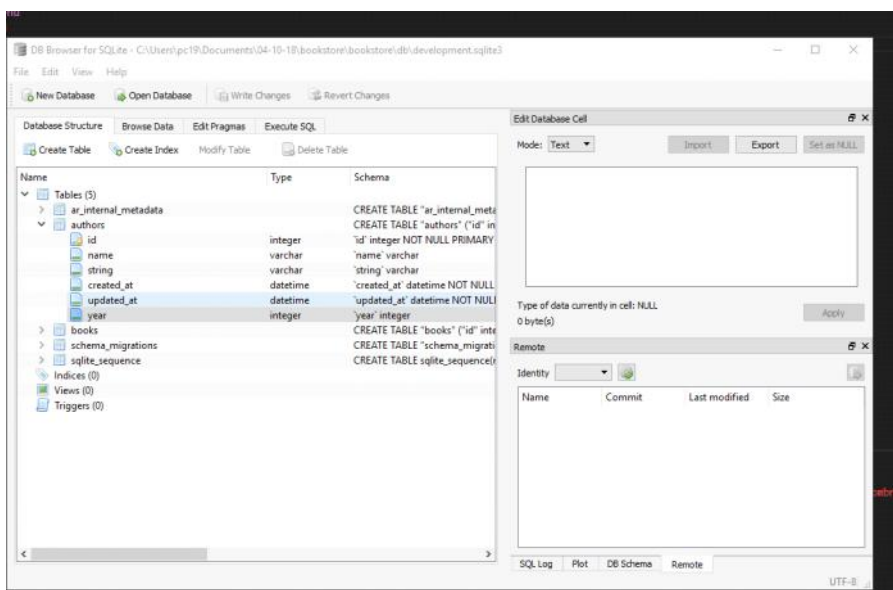 DB Browser for SQLite - C:\Users\pc19\Documents\04-10-18\bookstore\bookstore\db\development.sqlite3
File Edit View Help
New Database Open Database Write Changes Revert Changes
Database Structure Browse Data Edit Pragmas Execute SQL
Create Table Create Index Modify Table Delete Table
Name Type Schema
Tables (5)
ar_internal_metadata CREATE TABLE "ar_internal_meta
authors CREATE TABLE "authors" ("id" in
id integer `id` integer NOT NULL PRIMARY
name varchar `name` varchar
string varchar `string` varchar
created_at datetime `created_at` datetime NOT NULL
updated_at datetime `updated_at` datetime NOT NULL
year integer `year` integer
books CREATE TABLE "books" ("id" inte
schema_migrations CREATE TABLE "schema_migrati
sqlite_sequence CREATE TABLE sqlite_sequence(n
Indices (0)
Views (0)
Triggers (0)
Edit Database Cell
Mode: Text Import Export Set as NULL
Type of data currently in cell: NULL
0 byte(s)
Apply
Remote
Identity
Name Commit Last modified Size
SQL Log Plot DB Schema Remote
UTF-8